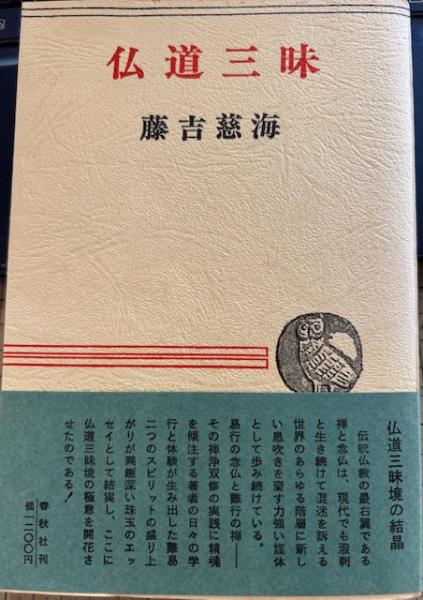 仏道三昧
藤吉慈海
仏道三昧境の結晶
伝統仏教の最右翼である
禅と念仏は、現代でも溌剌
と生き続けて混迷を訴える
世界のあらゆる階層に新し
い息吹きを齎す力強い媒体
として歩み続けている。
易行の念仏と難行の禅——
その禅浄双修の実践に精魂
を傾注する著者の日々の学
行と体験が生み出した難易
二つのスピリットの盛り上
がりが興趣深い珠玉のエッ
セイとして結実し、ここに
仏道三昧境の極意を開花さ
せたのである！
春秋社刊
価一二〇〇円